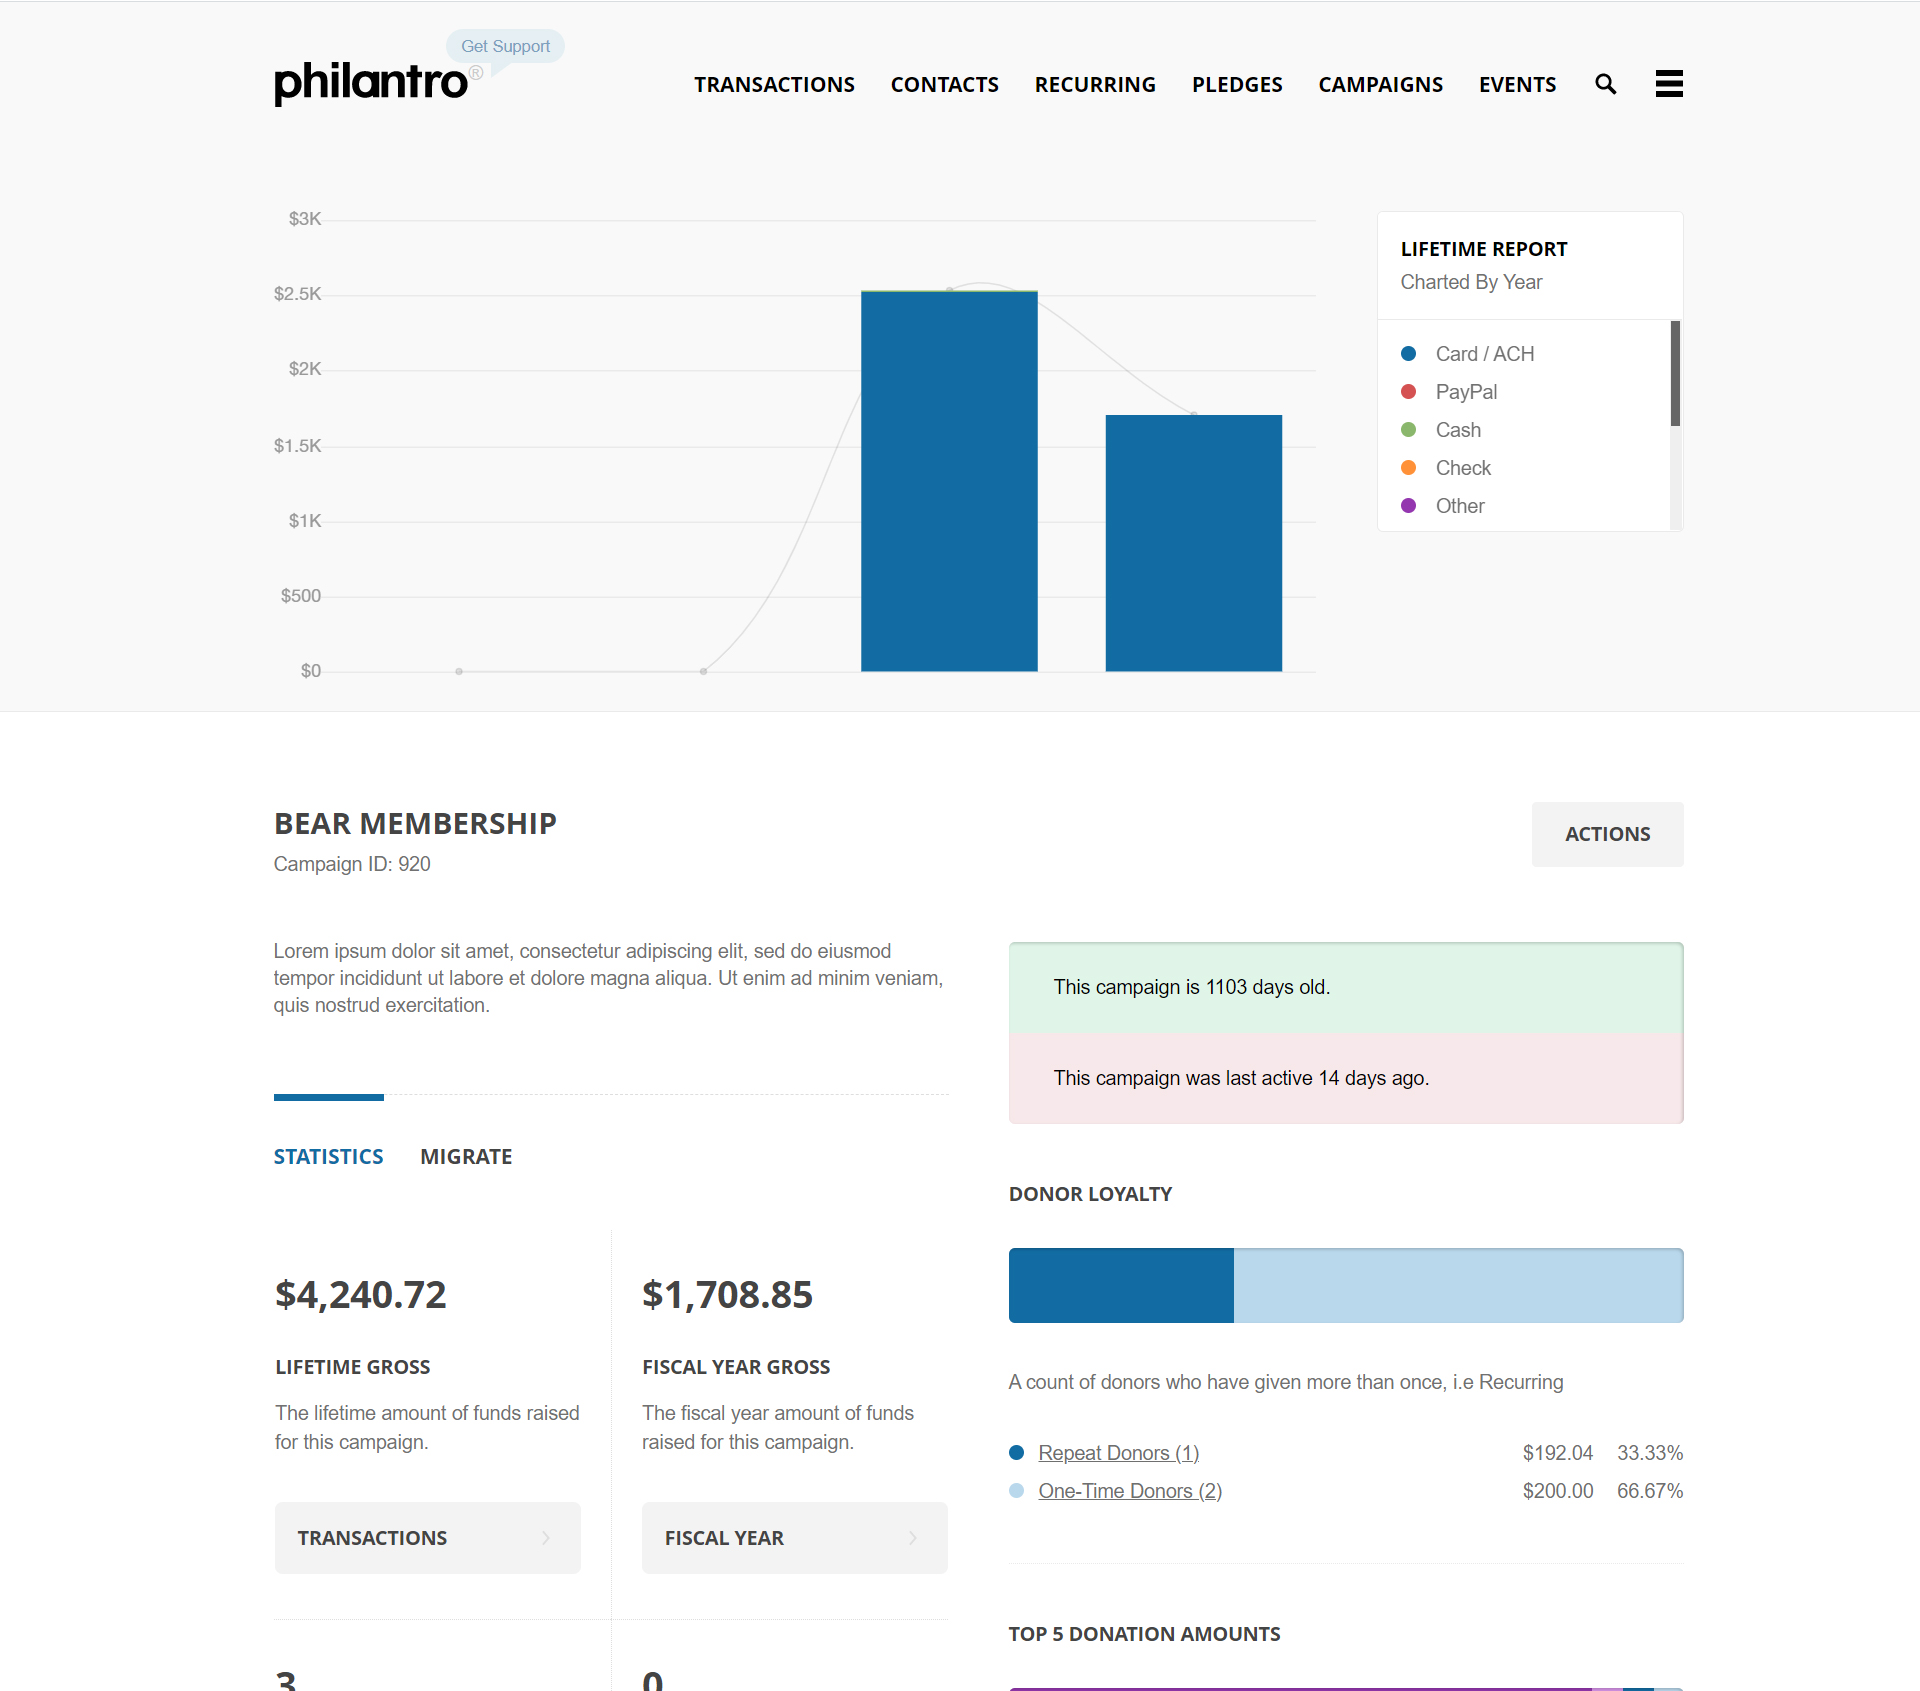 Get Support
philantro®
TRANSACTIONS CONTACTS RECURRING PLEDGES CAMPAIGNS EVENTS
$3K
$2.5K
$2K
$1.5K
$1K
$500
$0
LIFETIME REPORT
Charted By Year
Card / ACH
PayPal
Cash
Check
Other
BEAR MEMBERSHIP
Campaign ID: 920
ACTIONS
Lorem ipsum dolor sit amet, consectetur adipiscing elit, sed do eiusmod
tempor incididunt ut labore et dolore magna aliqua. Ut enim ad minim veniam,
quis nostrud exercitation.
This campaign is 1103 days old.
This campaign was last active 14 days ago.
STATISTICS MIGRATE
$4,240.72
LIFETIME GROSS
The lifetime amount of funds raised
for this campaign.
TRANSACTIONS
$1,708.85
FISCAL YEAR GROSS
The fiscal year amount of funds
raised for this campaign.
FISCAL YEAR
3
0
DONOR LOYALTY
A count of donors who have given more than once, i.e Recurring
Repeat Donors (1) $192.04 33.33%
One-Time Donors (2) $200.00 66.67%
TOP 5 DONATION AMOUNTS